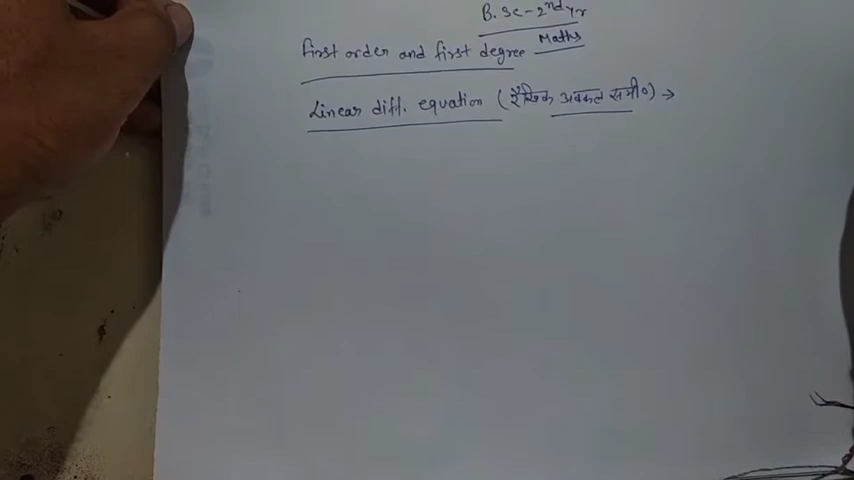 B.Sc-2nd yr
Maths
First order and first degree
Linear diff. equation (रैखिक अवकल समी०) →